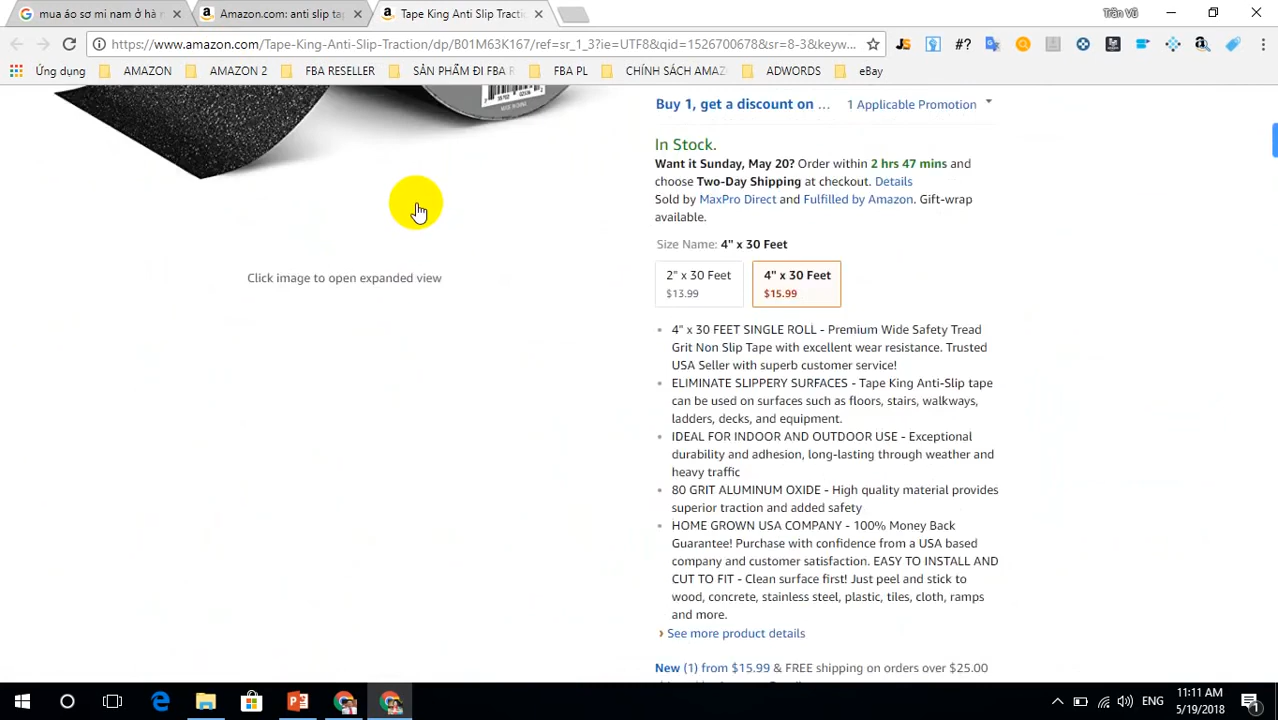 mua áo sơ mi nam ở hà n
Amazon.com: anti slip ta
Tape King Anti Slip Tracti
Trần Vũ
https://www.amazon.com/Tape-King-Anti-Slip-Traction/dp/B01M63K167/ref=sr_1_3?ie=UTF8&qid=1526700678&sr=8-3&keyw...
JS
#?
Ứng dụng
AMAZON
AMAZON 2
FBA RESELLER
SẢN PHẨM ĐI FBA R
FBA PL
CHÍNH SÁCH AMAZ
ADWORDS
eBay
MADE IN CHINA
Buy 1, get a discount on ... 1 Applicable Promotion
In Stock.
Want it Sunday, May 20? Order within 2 hrs 47 mins and
choose Two-Day Shipping at checkout. Details
Sold by MaxPro Direct and Fulfilled by Amazon. Gift-wrap
available.
Size Name: 4" x 30 Feet
2" x 30 Feet
$13.99
4" x 30 Feet
$15.99
Click image to open expanded view
4" x 30 FEET SINGLE ROLL - Premium Wide Safety Tread
Grit Non Slip Tape with excellent wear resistance. Trusted
USA Seller with superb customer service!
ELIMINATE SLIPPERY SURFACES - Tape King Anti-Slip tape
can be used on surfaces such as floors, stairs, walkways,
ladders, decks, and equipment.
IDEAL FOR INDOOR AND OUTDOOR USE - Exceptional
durability and adhesion, long-lasting through weather and
heavy traffic
80 GRIT ALUMINUM OXIDE - High quality material provides
superior traction and added safety
HOME GROWN USA COMPANY - 100% Money Back
Guarantee! Purchase with confidence from a USA based
company and customer satisfaction. EASY TO INSTALL AND
CUT TO FIT - Clean surface first! Just peel and stick to
wood, concrete, stainless steel, plastic, tiles, cloth, ramps
and more.
› See more product details
New (1) from $15.99 & FREE shipping on orders over $25.00
ENG
11:11 AM
5/19/2018
1